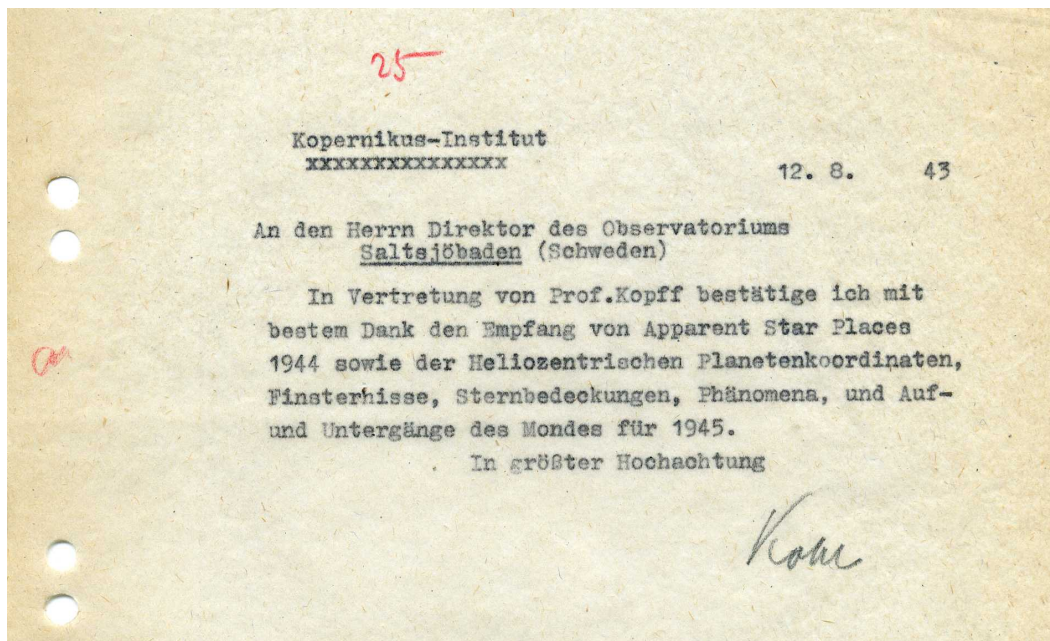 25
Kopernikus-Institut
xxxxxxxxxxxxxxx
12. 8. 43
An den Herrn Direktor des Observatoriums
Saltsjöbaden (Schweden)
In Vertretung von Prof.Kopff bestätige ich mit
bestem Dank den Empfang von Apparent Star Places
1944 sowie der Heliozentrischen Planetenkoordinaten,
Finsterhisse, Sternbedeckungen, Phänomena, und Auf-
und Untergänge des Mondes für 1945.
In größter Hochachtung